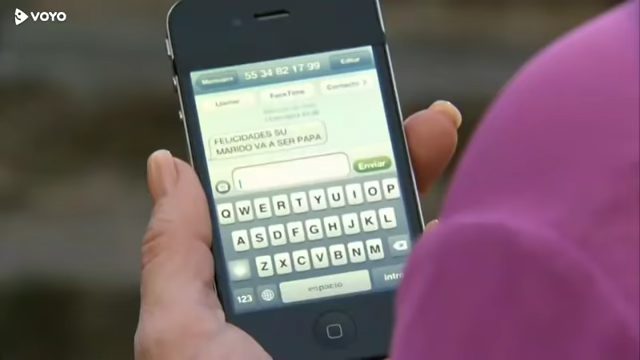 VOYO
Mensajes 55 34 82 17 99 Editar
Llamar FaceTime Contacto
FELICIDADES SU
MARIDO VA A SER PAPA
Enviar
Q W E R T Y U I O P
A S D F G H J K L
Z X C V B N M
123 espacio Intro